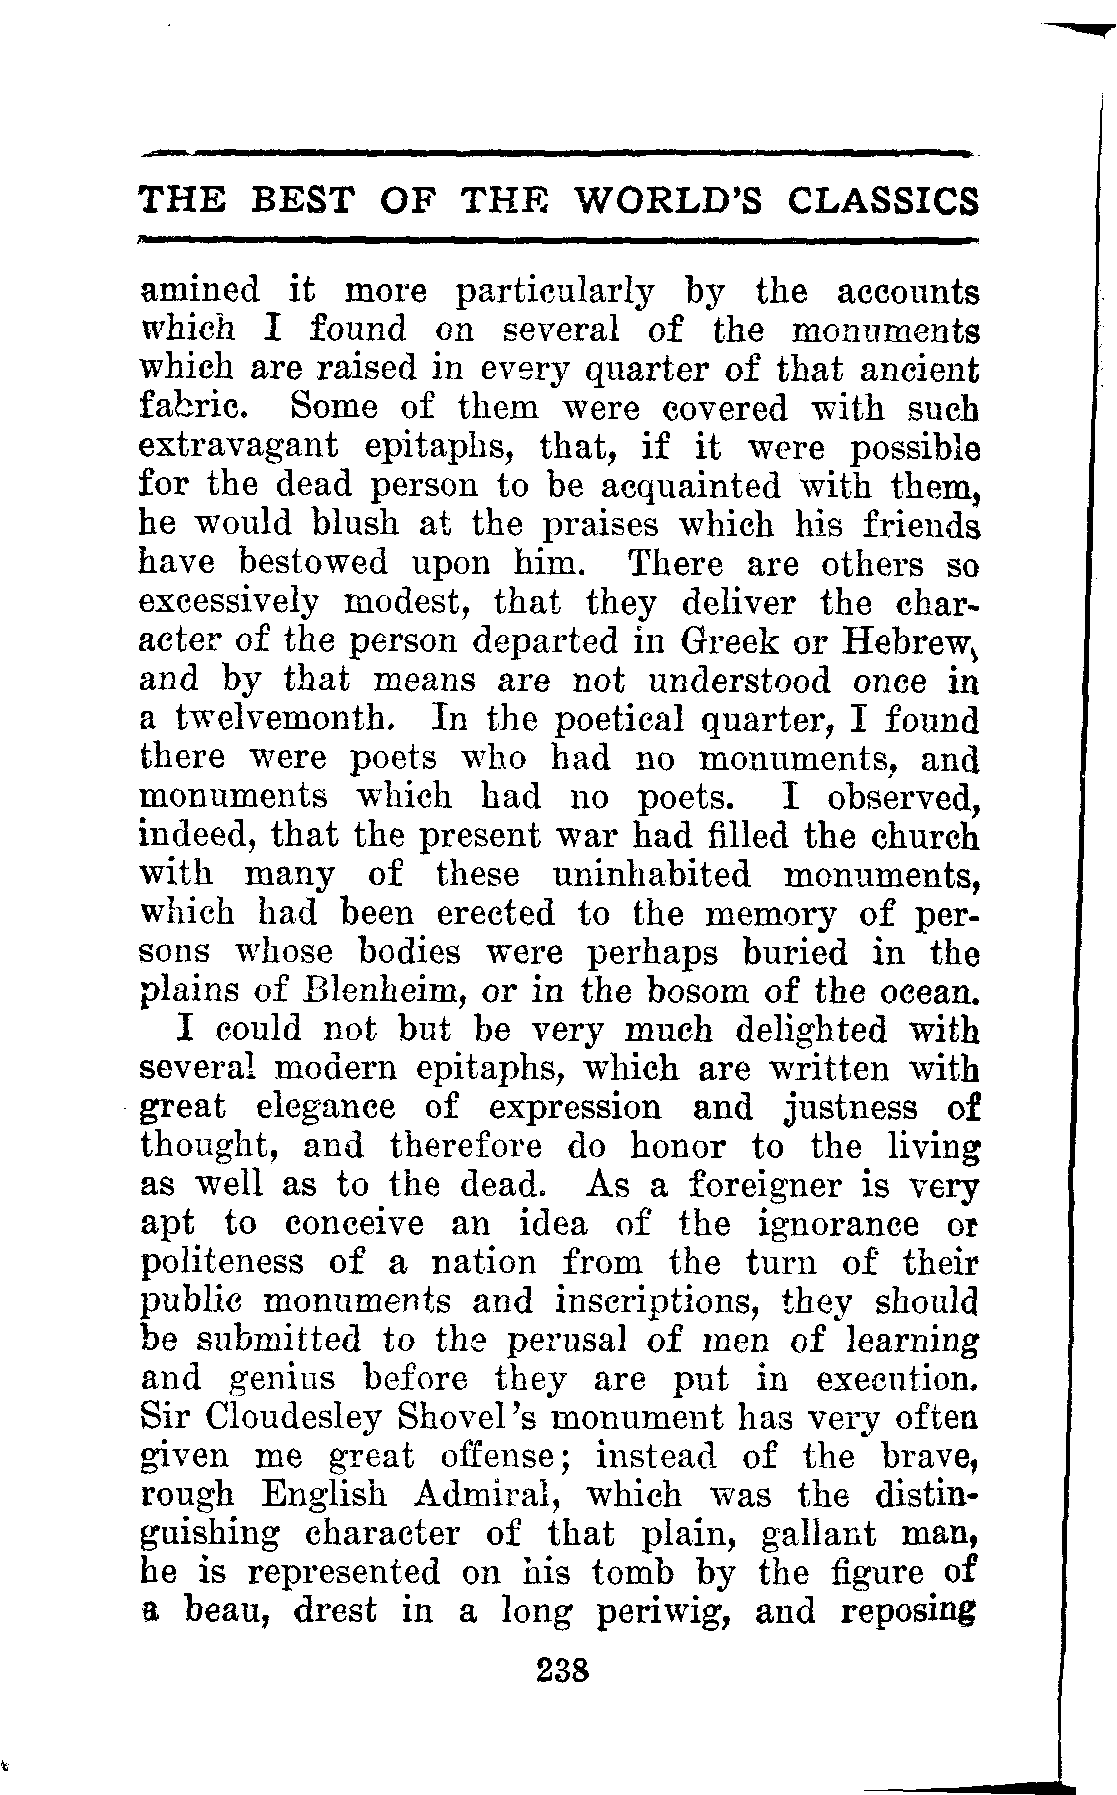 THE BEST OF THE WORLD'S CLASSICS
amined it more particularly by the accounts
which I found on several of the monuments
which are raised in every quarter of that ancient
fabric. Some of them were covered with such
extravagant epitaphs, that, if it were possible
for the dead person to be acquainted with them,
he would blush at the praises which his friends
have bestowed upon him. There are others so
excessively modest, that they deliver the char-
acter of the person departed in Greek or Hebrew,
and by that means are not understood once in
a twelvemonth. In the poetical quarter, I found
there were poets who had no monuments, and
monuments which had no poets. I observed,
indeed, that the present war had filled the church
with many of these uninhabited monuments,
which had been erected to the memory of per-
sons whose bodies were perhaps buried in the
plains of Blenheim, or in the bosom of the ocean.
I could not but be very much delighted with
several modern epitaphs, which are written with
great elegance of expression and justness of
thought, and therefore do honor to the living
as well as to the dead. As a foreigner is very
apt to conceive an idea of the ignorance or
politeness of a nation from the turn of their
public monuments and inscriptions, they should
be submitted to the perusal of men of learning
and genius before they are put in execution.
Sir Cloudesley Shovel's monument has very often
given me great offense; instead of the brave,
rough English Admiral, which was the distin-
guishing character of that plain, gallant man,
he is represented on his tomb by the figure of
a beau, drest in a long periwig, and reposing
238